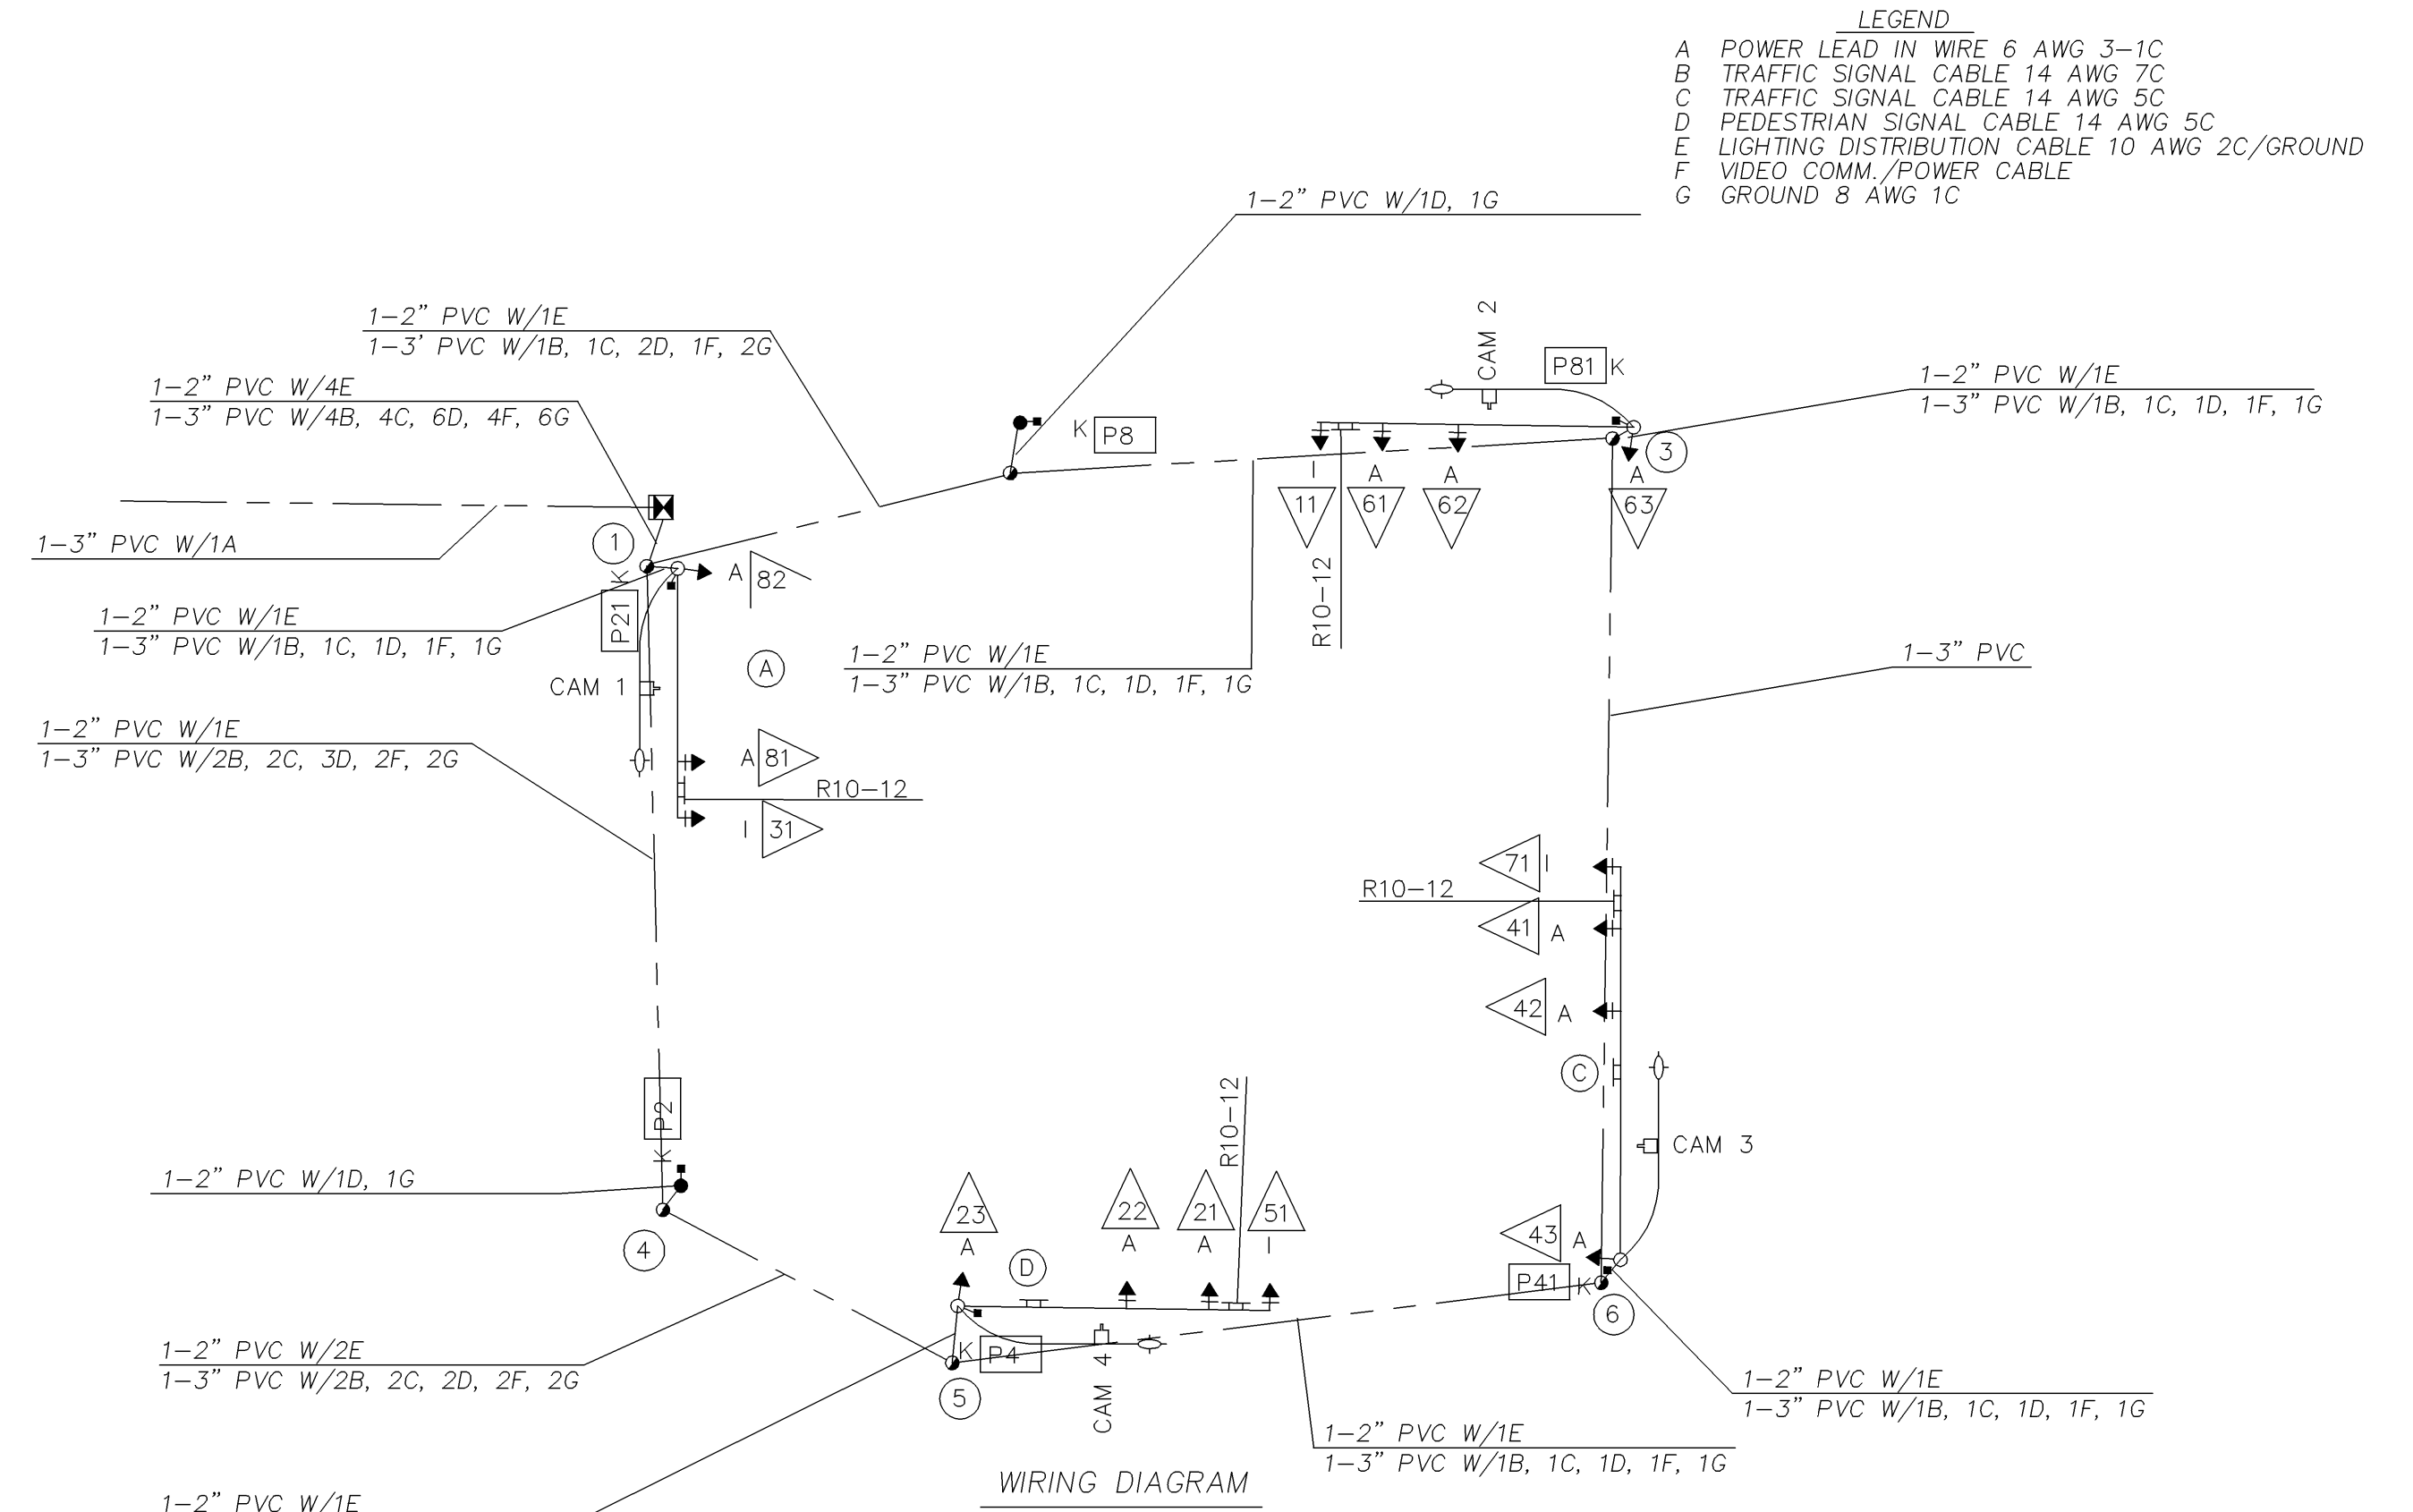 LEGEND
A POWER LEAD IN WIRE 6 AWG 3-1C
B TRAFFIC SIGNAL CABLE 14 AWG 7C
C TRAFFIC SIGNAL CABLE 14 AWG 5C
D PEDESTRIAN SIGNAL CABLE 14 AWG 5C
E LIGHTING DISTRIBUTION CABLE 10 AWG 2C/GROUND
F VIDEO COMM./POWER CABLE
G GROUND 8 AWG 1C
1-2" PVC W/1D, 1G
1-2" PVC W/1E
1-3' PVC W/1B, 1C, 2D, 1F, 2G
CAM 2
P81 K
1-2" PVC W/1E
1-3" PVC W/1B, 1C, 1D, 1F, 1G
1-2" PVC W/4E
1-3" PVC W/4B, 4C, 6D, 4F, 6G
K P8
3
I
A
A
A
11
61
62
63
1-3" PVC W/1A
1
K
P21
A 82
R10-12
1-2" PVC W/1E
1-3" PVC W/1B, 1C, 1D, 1F, 1G
A
1-2" PVC W/1E
1-3" PVC W/1B, 1C, 1D, 1F, 1G
1-3" PVC
CAM 1
1-2" PVC W/1E
1-3" PVC W/2B, 2C, 3D, 2F, 2G
A 81
R10-12
I 31
71 I
R10-12
41 A
42 A
C
P2
K
R10-12
CAM 3
1-2" PVC W/1D, 1G
23
22
21
51
A
A
A
I
43 A
4
D
P41 K
6
1-2" PVC W/2E
1-3" PVC W/2B, 2C, 2D, 2F, 2G
K P4
5
CAM 4
1-2" PVC W/1E
1-3" PVC W/1B, 1C, 1D, 1F, 1G
1-2" PVC W/1E
1-3" PVC W/1B, 1C, 1D, 1F, 1G
WIRING DIAGRAM
1-2" PVC W/1E